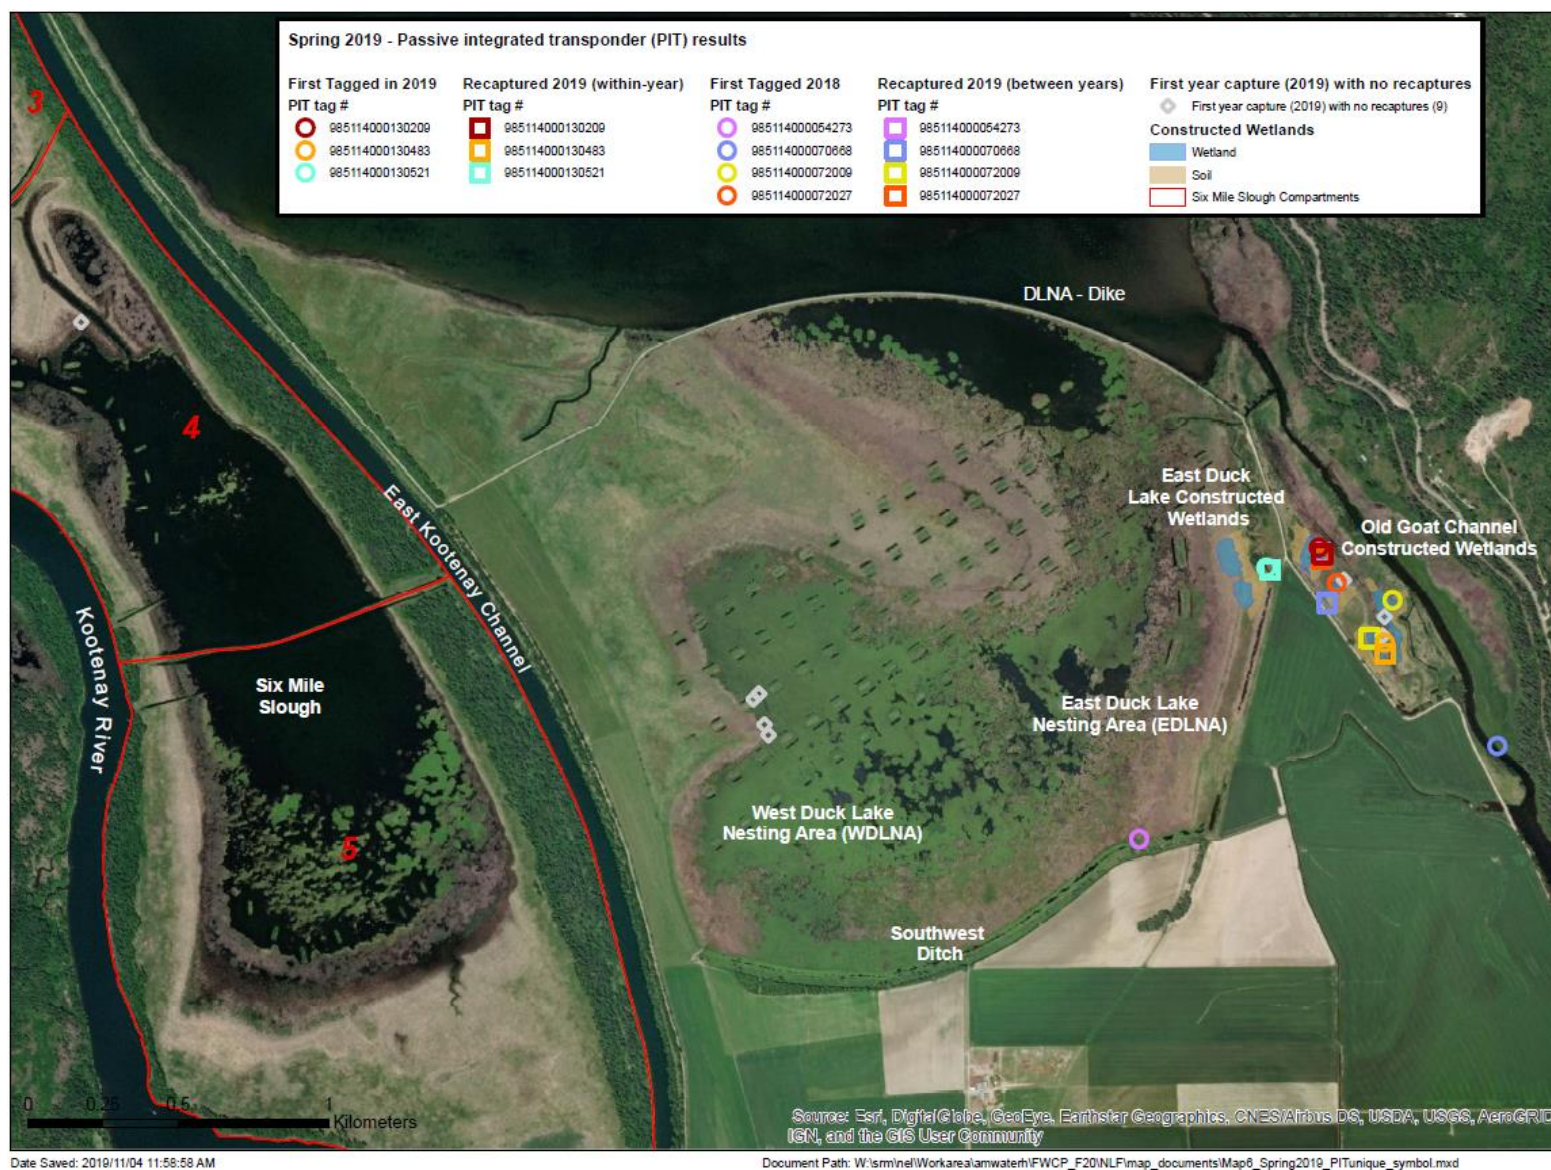 Spring 2019 - Passive integrated transponder (PIT) results
First Tagged in 2019
PIT tag #
985114000130209
985114000130483
985114000130521
Recaptured 2019 (within-year)
PIT tag #
985114000130209
985114000130483
985114000130521
First Tagged 2018
PIT tag #
985114000054273
985114000070668
985114000072009
985114000072027
Recaptured 2019 (between years)
PIT tag #
985114000054273
985114000070668
985114000072009
985114000072027
First year capture (2019) with no recaptures
First year capture (2019) with no recaptures (9)
Constructed Wetlands
Wetland
Soil
Six Mile Slough Compartments
3
DLNA - Dike
4
East Duck
Lake Constructed
Wetlands
Old Goat Channel
Constructed Wetlands
East Kootenay Channel
Kootenay River
Six Mile
Slough
East Duck Lake
Nesting Area (EDLNA)
West Duck Lake
Nesting Area (WDLNA)
5
Southwest
Ditch
0 0.25 0.5 1
Kilometers
Source: Esri, DigitalGlobe, GeoEye, Earthstar Geographics, CNES/Airbus DS, USDA, USGS, AeroGRID,
IGN, and the GIS User Community
Date Saved: 2019/11/04 11:58:58 AM
Document Path: W:\srm\nel\Workarea\amwaterh\FWCP_F20\NLF\map_documents\Map6_Spring2019_PITunique_symbol.mxd